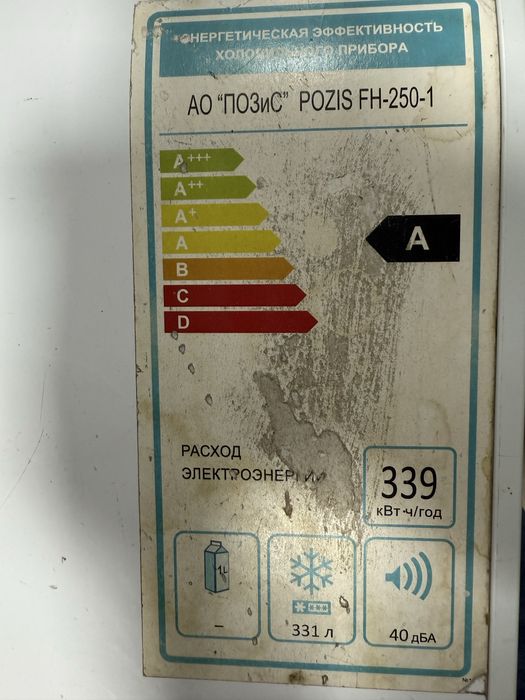 ЭНЕРГЕТИЧЕСКАЯ ЭФФЕКТИВНОСТЬ
ХОЛОДИЛЬНОГО ПРИБОРА
АО “ПОЗиС” POZIS FH-250-1
A+++
A++
A+
A
A
B
C
D
РАСХОД
ЭЛЕКТРОЭНЕРГИИ
339
кВт·ч/год
1L
–
331 л
40 дБА